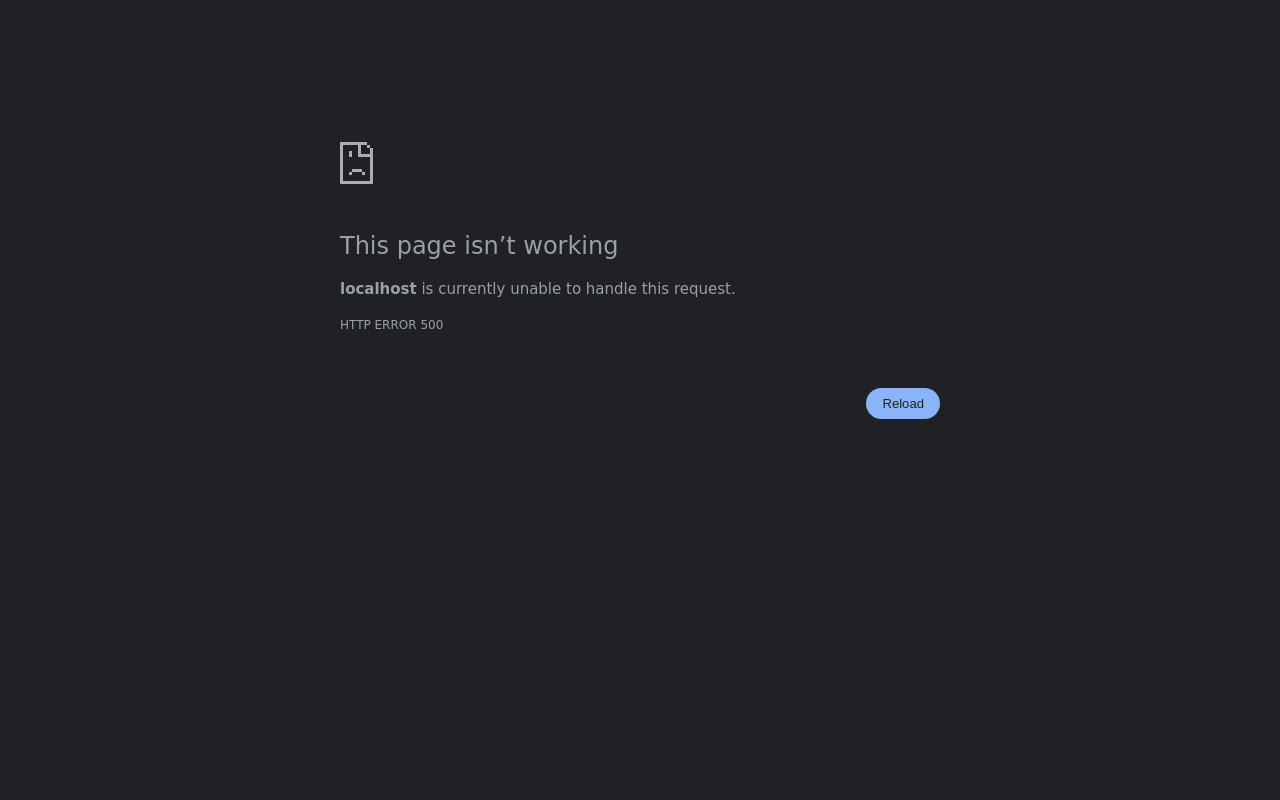 This page isn’t working
localhost is currently unable to handle this request.
HTTP ERROR 500
Reload